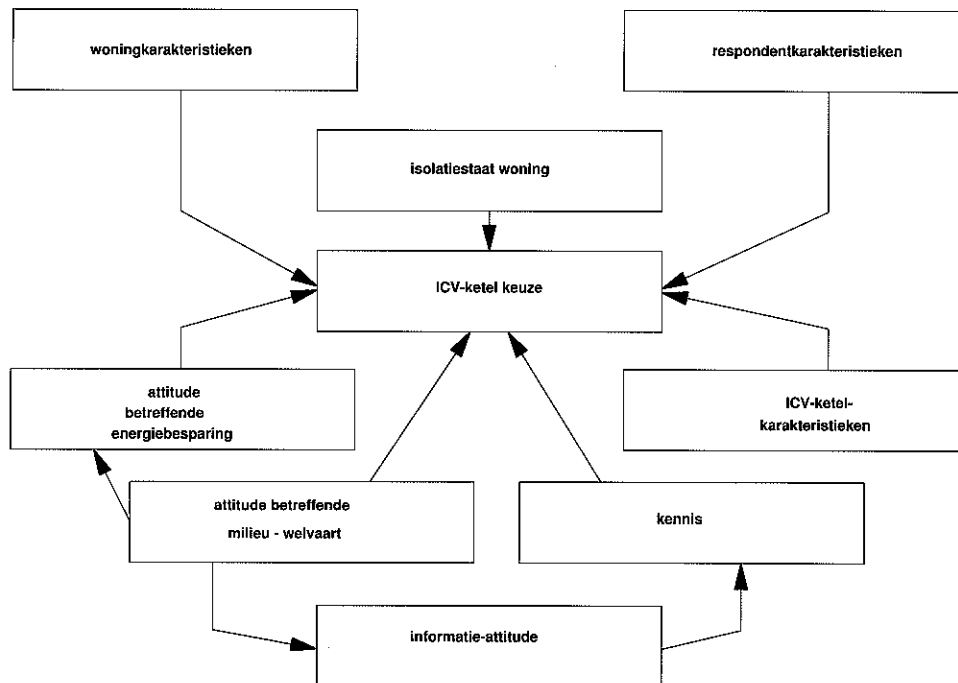 woningkarakteristieken
respondentkarakteristieken
isolatiestaat woning
ICV-ketel keuze
attitude
betreffende
energiebesparing
ICV-ketel-
karakteristieken
attitude betreffende
milieu - welvaart
kennis
informatie-attitude